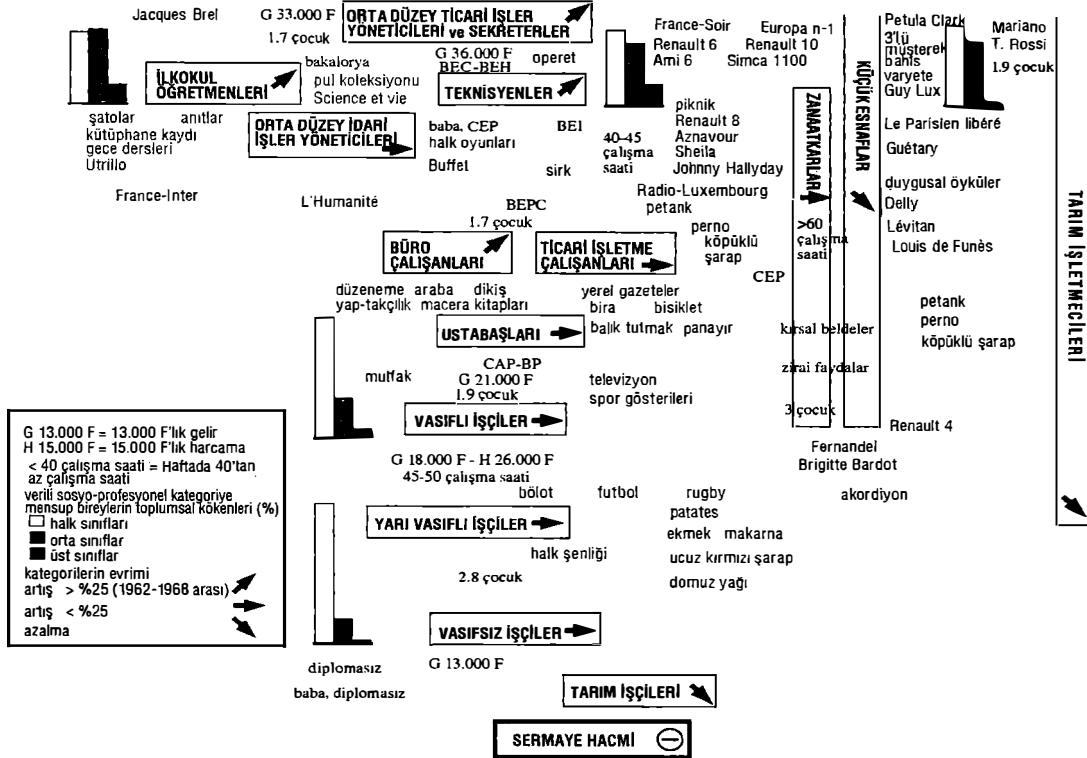 Jacques Brel
G 33.000 F
1.7 çocuk
ORTA DÜZEY TİCARİ İŞLER
YÖNETİCİLERİ ve SEKRETERLER
İLKOKUL
ÖĞRETMENLERİ
bakalorya
pul koleksiyonu
Science et vie
G 36.000 F
BEC-BEH
operet
TEKNİSYENLER
France-Soir
Renault 6
Ami 6
Europa n-1
Renault 10
Simca 1100
Petula Clark
3'lü
müşterek
bahis
varyete
Guy Lux
Mariano
T. Rossi
1.9 çocuk
şatolar
anıtlar
kütüphane kaydı
gece dersleri
Utrillo
ORTA DÜZEY İDARİ
İŞLER YÖNETİCİLERİ
baba, CEP
halk oyunları
Buffet
BEI
sirk
40-45
çalışma
saati
piknik
Renault 8
Aznavour
Sheila
Johnny Hallyday
ZANAATKARLAR
KÜÇÜK ESNAFLAR
Le Parisien libéré
Guétary
France-Inter
L'Humanité
BEPC
1.7 çocuk
Radio-Luxembourg
petank
duygusal öyküler
Delly
TARIM İŞLETMECİLERİ
BÜRO
ÇALIŞANLARI
TİCARİ İŞLETME
ÇALIŞANLARI
perno
köpüklü
şarap
CEP
>60
çalışma
saati
Lévitan
Louis de Funès
düzeneme araba dikiş
yap-takçılık macera kitapları
yerel gazeteler
bira bisiklet
balık tutmak panayır
USTABAŞLARI
kırsal beldeler
petank
perno
köpüklü şarap
mutfak
CAP-BP
G 21.000 F
1.9 çocuk
televizyon
spor gösterileri
zirai faydalar
VASIFLI İŞÇİLER
3 çocuk
Renault 4
G 13.000 F = 13.000 F'lık gelir
H 15.000 F = 15.000 F'lık harcama
< 40 çalışma saati = Haftada 40'tan
az çalışma saati
verili sosyo-profesyonel kategoriye
mensup bireylerin toplumsal kökenleri (%)
halk sınıfları
orta sınıflar
üst sınıflar
kategorilerin evrimi
artış > %25 (1962-1968 arası)
artış < %25
azalma
G 18.000 F - H 26.000 F
45-50 çalışma saati
Fernandel
Brigitte Bardot
bölot futbol rugby
akordiyon
YARI VASIFLI İŞÇİLER
patates
ekmek makarna
halk şenliği
ucuz kırmızı şarap
2.8 çocuk
domuz yağı
VASIFSIZ İŞÇİLER
diplomasız
G 13.000 F
baba, diplomasız
TARIM İŞÇİLERİ
SERMAYE HACMİ